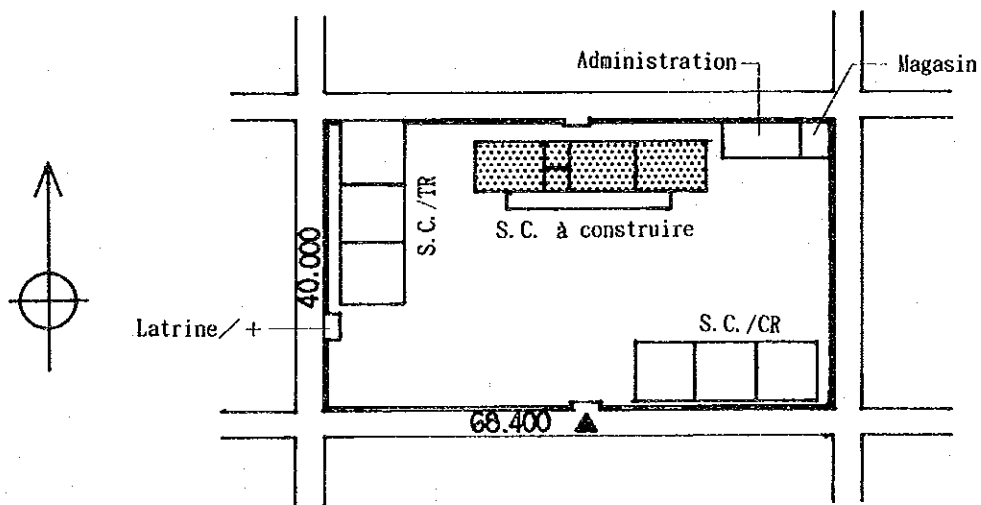 Administration
Magasin
S.C./TR
S.C. à construire
40.000
Latrine/+
S.C./CR
68.400